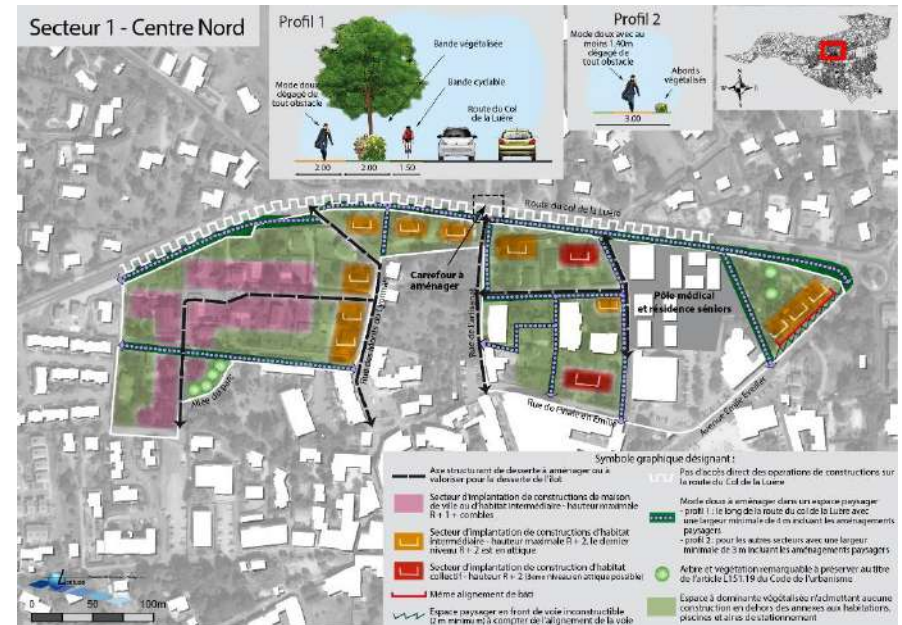 Secteur 1 - Centre Nord
Profil 1
Mode doux
dégagé de
tout obstacle
Bande végétalisée
Bande cyclable
Route du Col
de la Luère
2.00
2.00
1.50
Profil 2
Mode doux avec au
moins 1.40m
dégagé de
tout obstacle
Abords
végétalisés
3.00
Route du Col de la Luère
Carrefour à
aménager
Pôle médical
et résidence séniors
Rue des Monts du Lyonnais
Rue de l'artisanat
Allée du parc
Rue de Pinate en Emilie
Avenue Emile Evellier
Symbole graphique désignant :
Axe structurant de desserte à aménager ou à
valoriser pour la desserte de l'îlot
Secteur d'implantation de constructions de maison
de ville ou d'habitat intermédiaire - hauteur maximale
R + 1 + combles
Secteur d'implantation de constructions d'habitat
intermédiaire - hauteur maximale R + 2, le dernier
niveau R + 2 est en attique
Secteur d'implantation de construction d'habitat
collectif - hauteur R + 2 (3ème niveau en attique possible)
Même alignement de bâti
Espace paysager en front de voie inconstructible
(2 m minimum) à compter de l'alignement de la voie
Pas d'accès direct des operations de constructions sur
la route du Col de la Luère
Mode doux à aménager dans un espace paysager
- profil 1 : le long de la route du col de la Luère avec
une largeur minimale de 4 m incluant les aménagements
paysagers
- profil 2 : pour les autres secteurs avec une largeur
minimale de 3 m incluant les aménagements paysagers
Arbre et végétation remarquable à préserver au titre
de l'article L151.19 du Code de l'urbanisme
Espace à dominante végétalisée n'admettant aucune
construction en dehors des annexes aux habitations,
piscines et aires de stationnement
0 50 100m